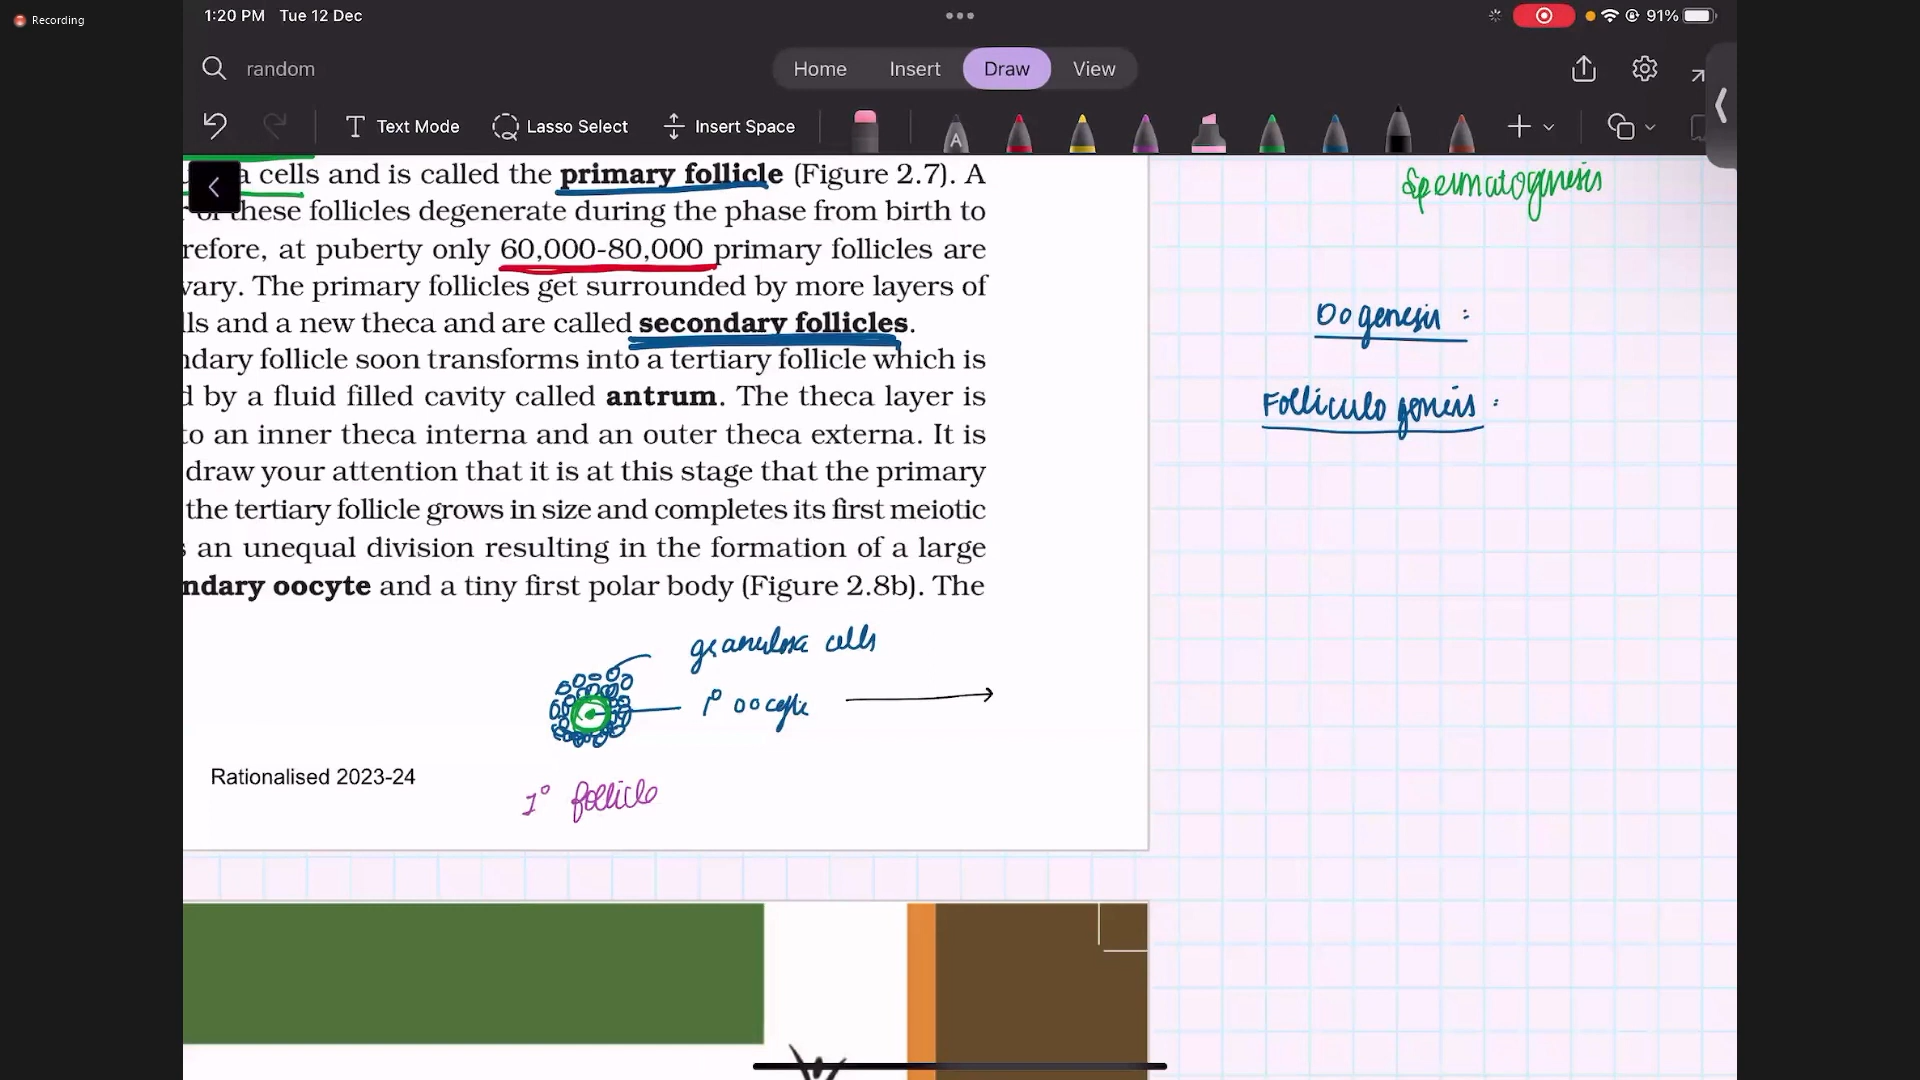 Recording
1:20 PM Tue 12 Dec
91%
random
Home Insert Draw View
Text Mode Lasso Select Insert Space
A
a cells and is called the primary follicle (Figure 2.7). A
of these follicles degenerate during the phase from birth to
refore, at puberty only 60,000-80,000 primary follicles are
vary. The primary follicles get surrounded by more layers of
lls and a new theca and are called secondary follicles.
ndary follicle soon transforms into a tertiary follicle which is
d by a fluid filled cavity called antrum. The theca layer is
to an inner theca interna and an outer theca externa. It is
draw your attention that it is at this stage that the primary
the tertiary follicle grows in size and completes its first meiotic
s an unequal division resulting in the formation of a large
ndary oocyte and a tiny first polar body (Figure 2.8b). The
granulosa cells
1° oocyte
1° follicle
Rationalised 2023-24
Spermatogenesis
Oogenesis :
Folliculogenesis :